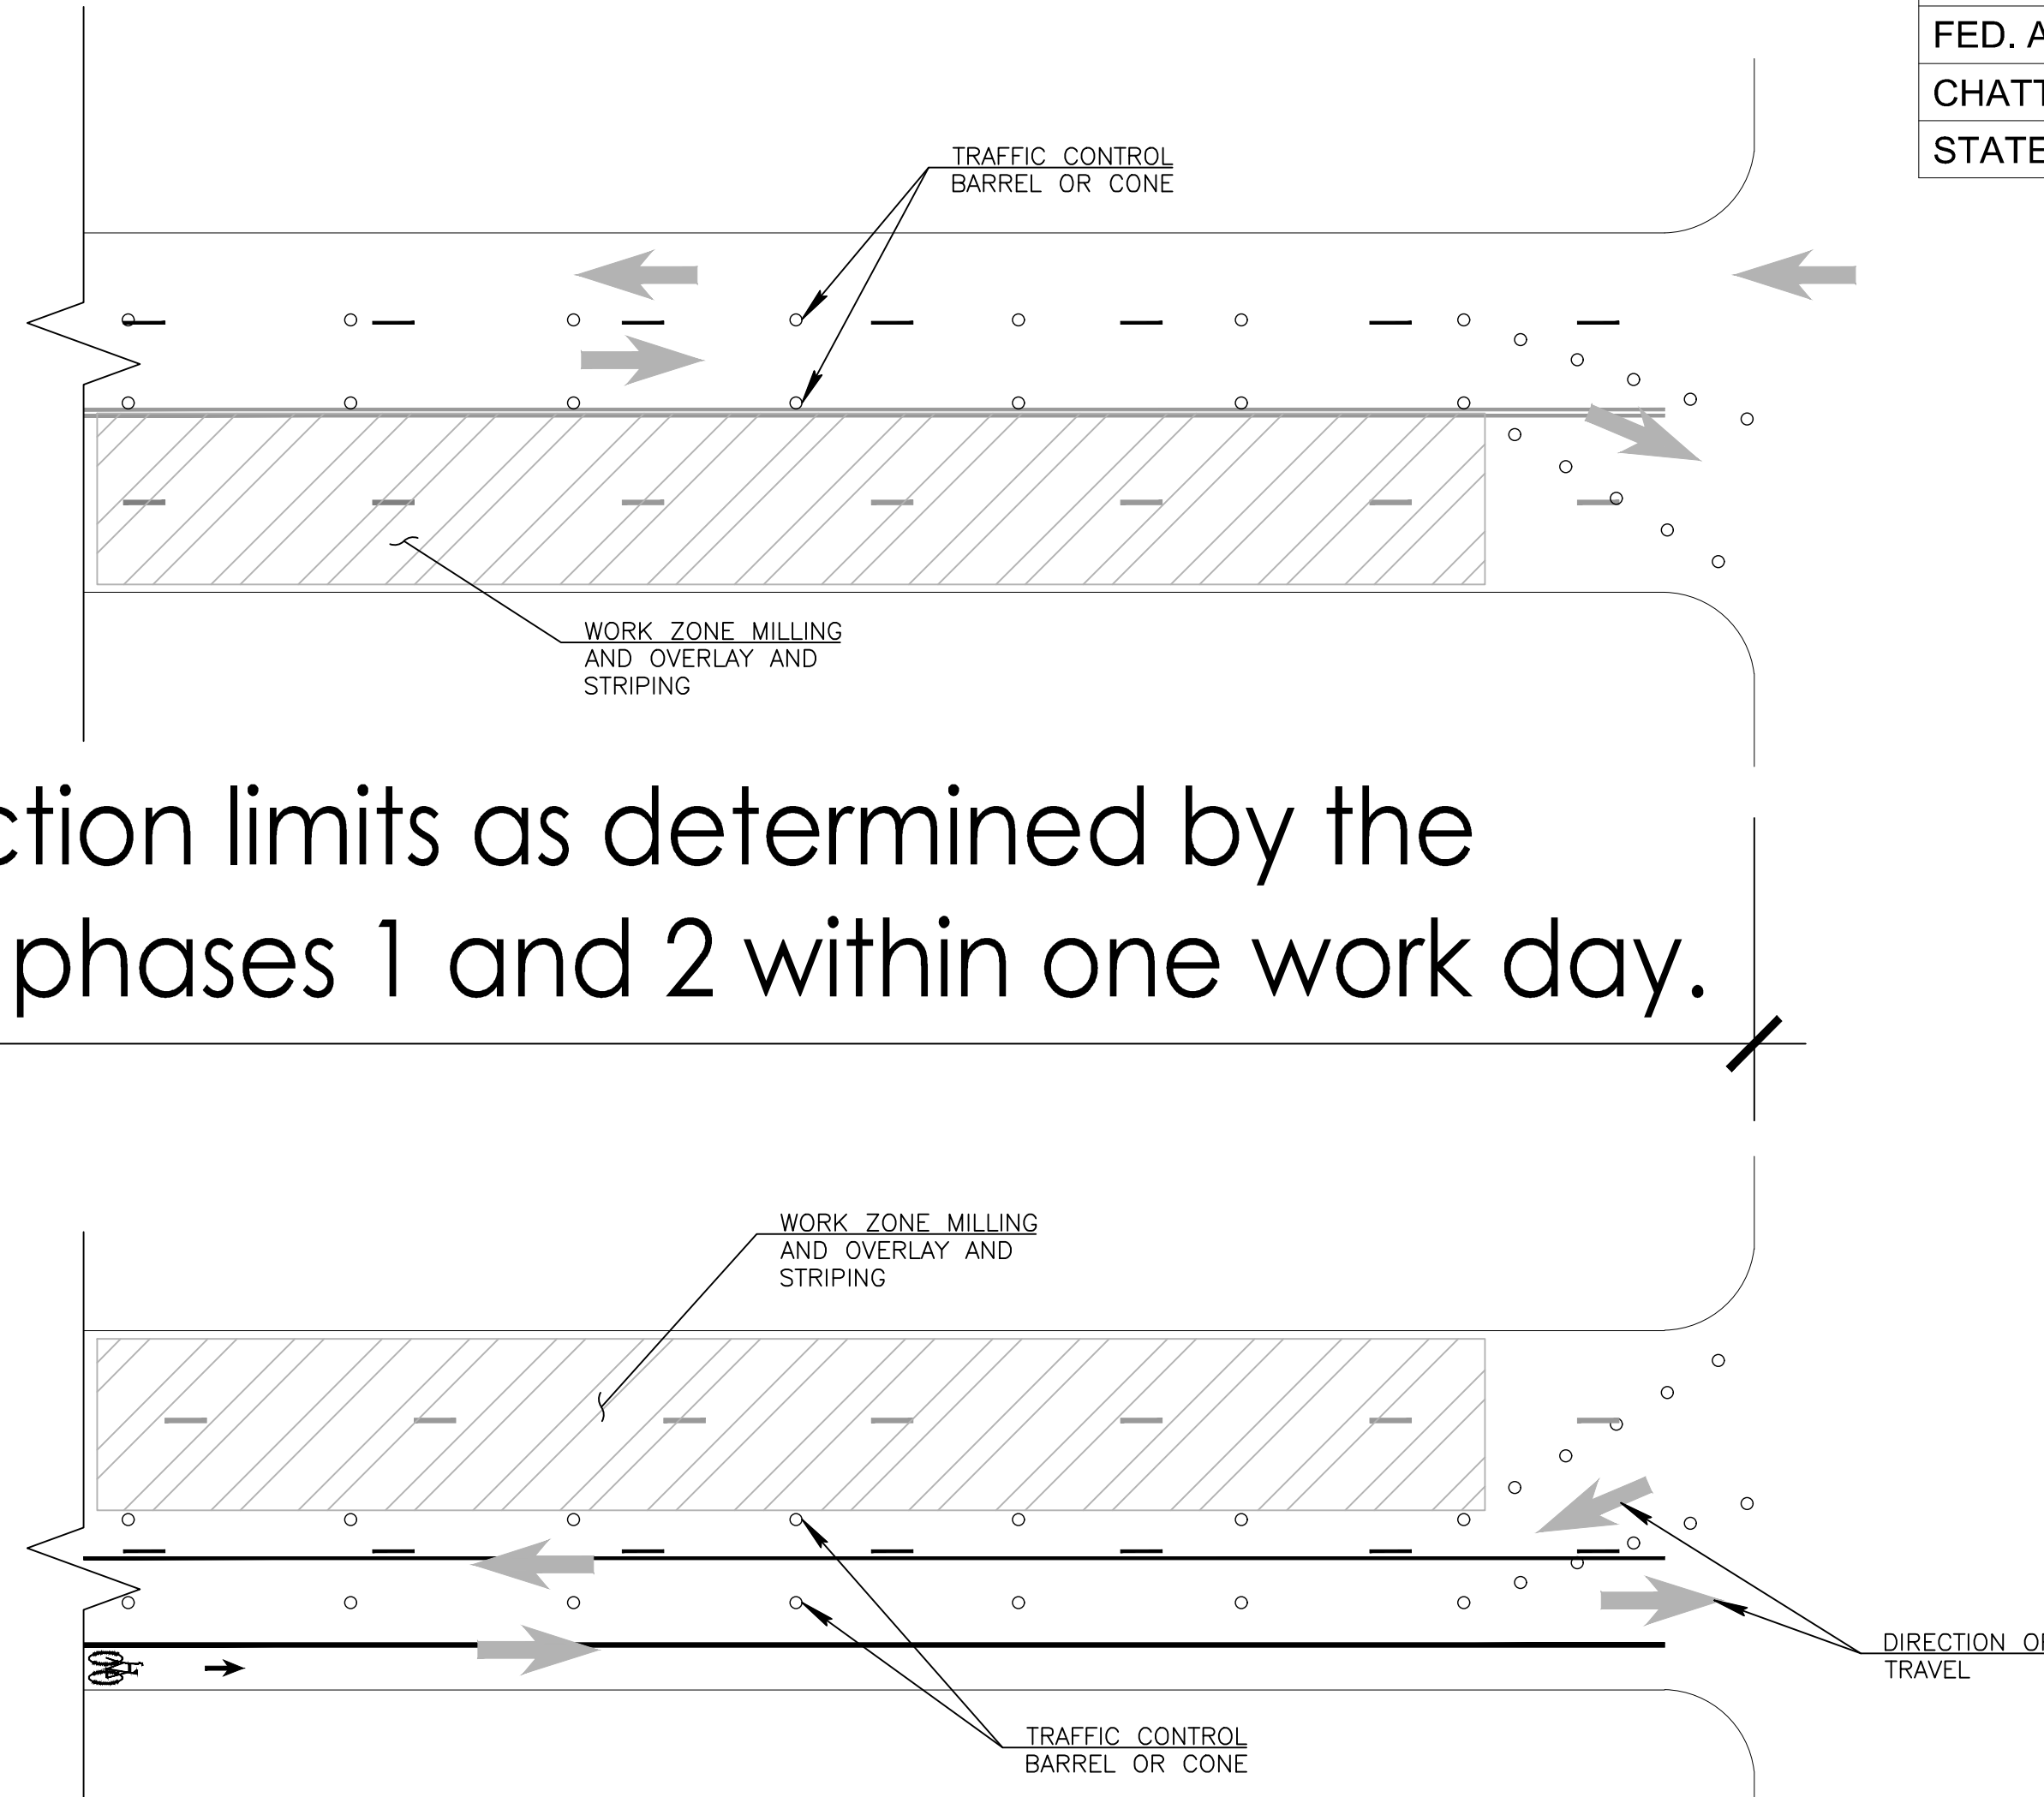 FED.
CHATT
STATE
TRAFFIC CONTROL
BARREL OR CONE
WORK ZONE MILLING
AND OVERLAY AND
STRIPING
limits as determined by the
phases 1 and 2 within one work day.
WORK ZONE MILLING
AND OVERLAY AND
STRIPING
DIRECTION
TRAVEL
TRAFFIC CONTROL
BARREL OR CONE